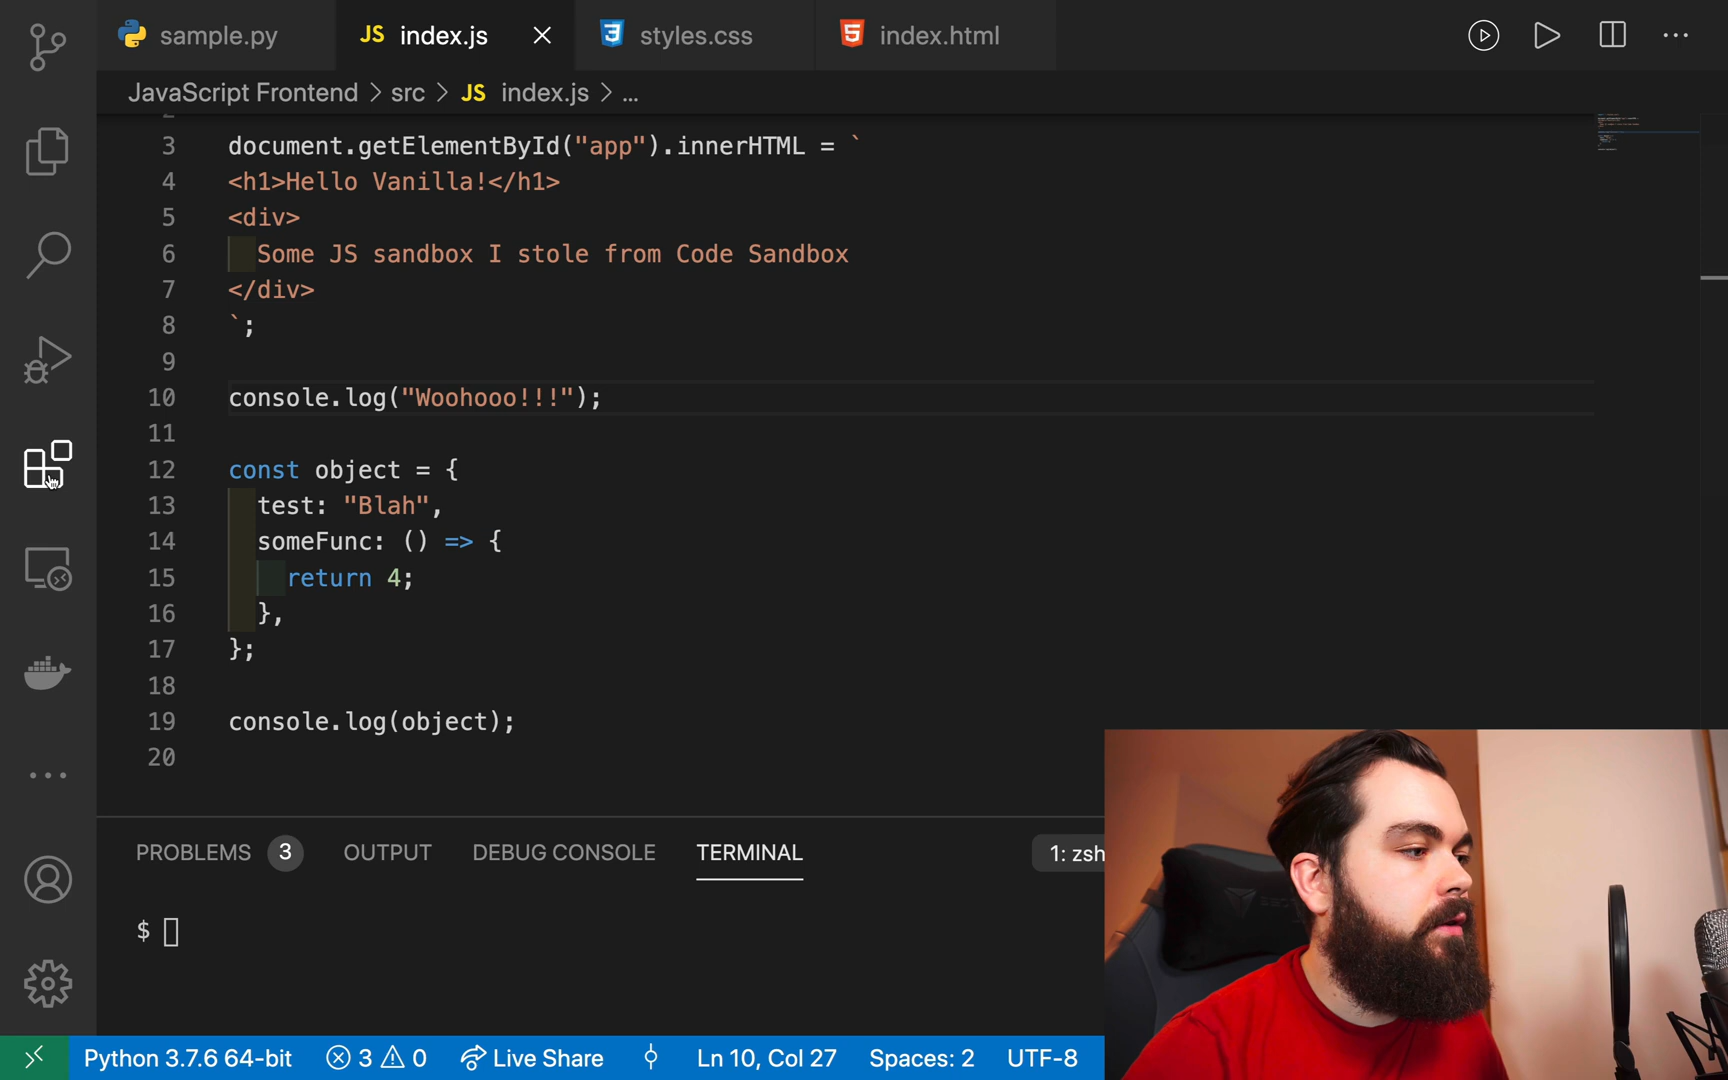 sample.py
JS index.js
styles.css
index.html
JavaScript Frontend > src > JS index.js > ...
3 document.getElementById("app").innerHTML = `
4 <h1>Hello Vanilla!</h1>
5 <div>
6 Some JS sandbox I stole from Code Sandbox
7 </div>
8 `;
9
10 console.log("Woohooo!!!");
11
12 const object = {
13 test: "Blah",
14 someFunc: () => {
15 return 4;
16 },
17 };
18
19 console.log(object);
20
PROBLEMS 3 OUTPUT DEBUG CONSOLE TERMINAL 1: zsh
$
Python 3.7.6 64-bit 3 0 Live Share Ln 10, Col 27 Spaces: 2 UTF-8